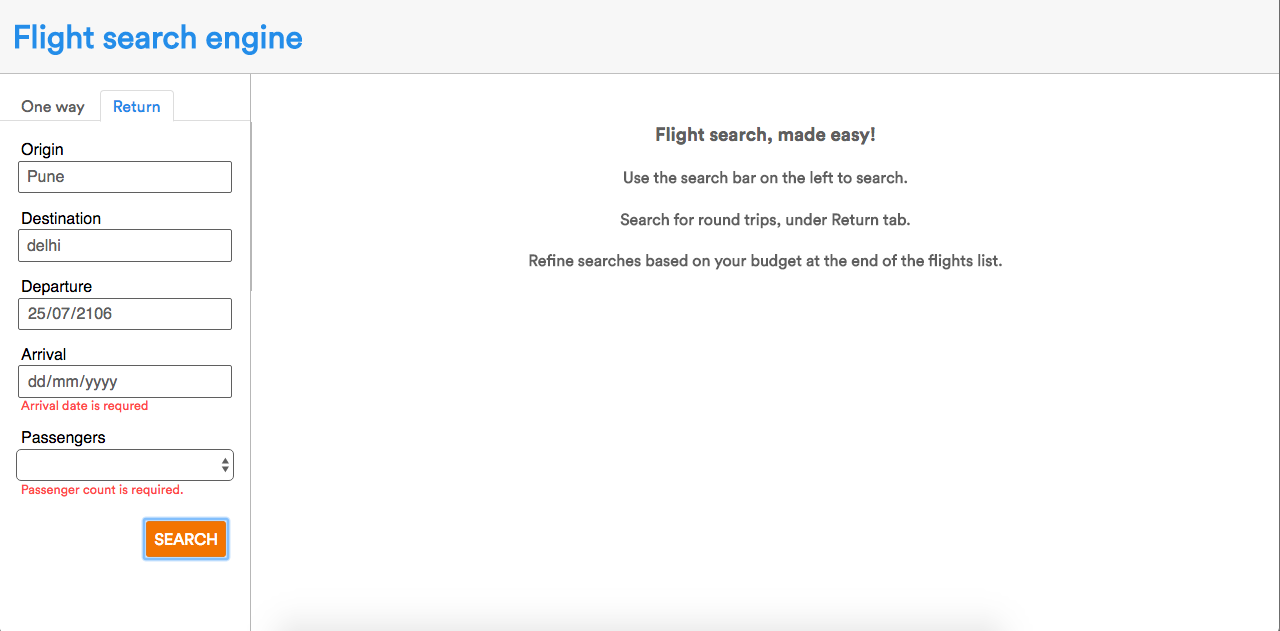 Flight search engine
One way
Return
Origin
Pune
Destination
delhi
Departure
25/07/2106
Arrival
dd/mm/yyyy
Arrival date is requred
Passengers
Passenger count is required.
SEARCH
Flight search, made easy!
Use the search bar on the left to search.
Search for round trips, under Return tab.
Refine searches based on your budget at the end of the flights list.